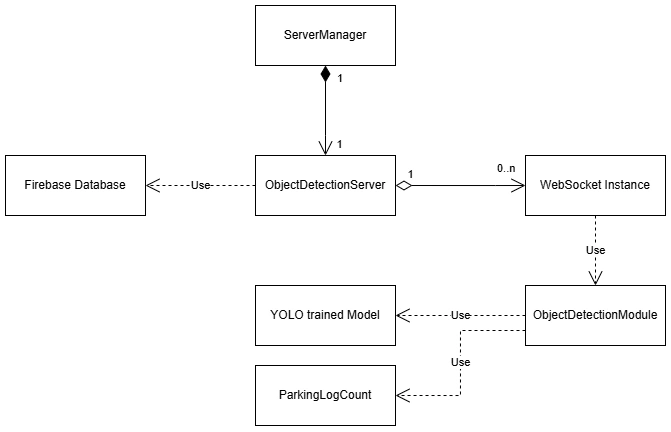 ServerManager
1
1
Firebase Database
Use
ObjectDetectionServer
1
0..n
WebSocket Instance
Use
YOLO trained Model
Use
ObjectDetectionModule
Use
ParkingLogCount